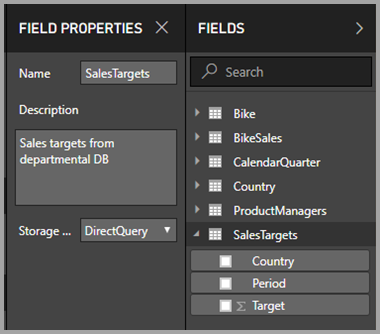 FIELD PROPERTIES
Name
SalesTargets
Description
Sales targets from
departmental DB
Storage ...
DirectQuery
FIELDS
Search
Bike
BikeSales
CalendarQuarter
Country
ProductManagers
SalesTargets
Country
Period
Σ Target